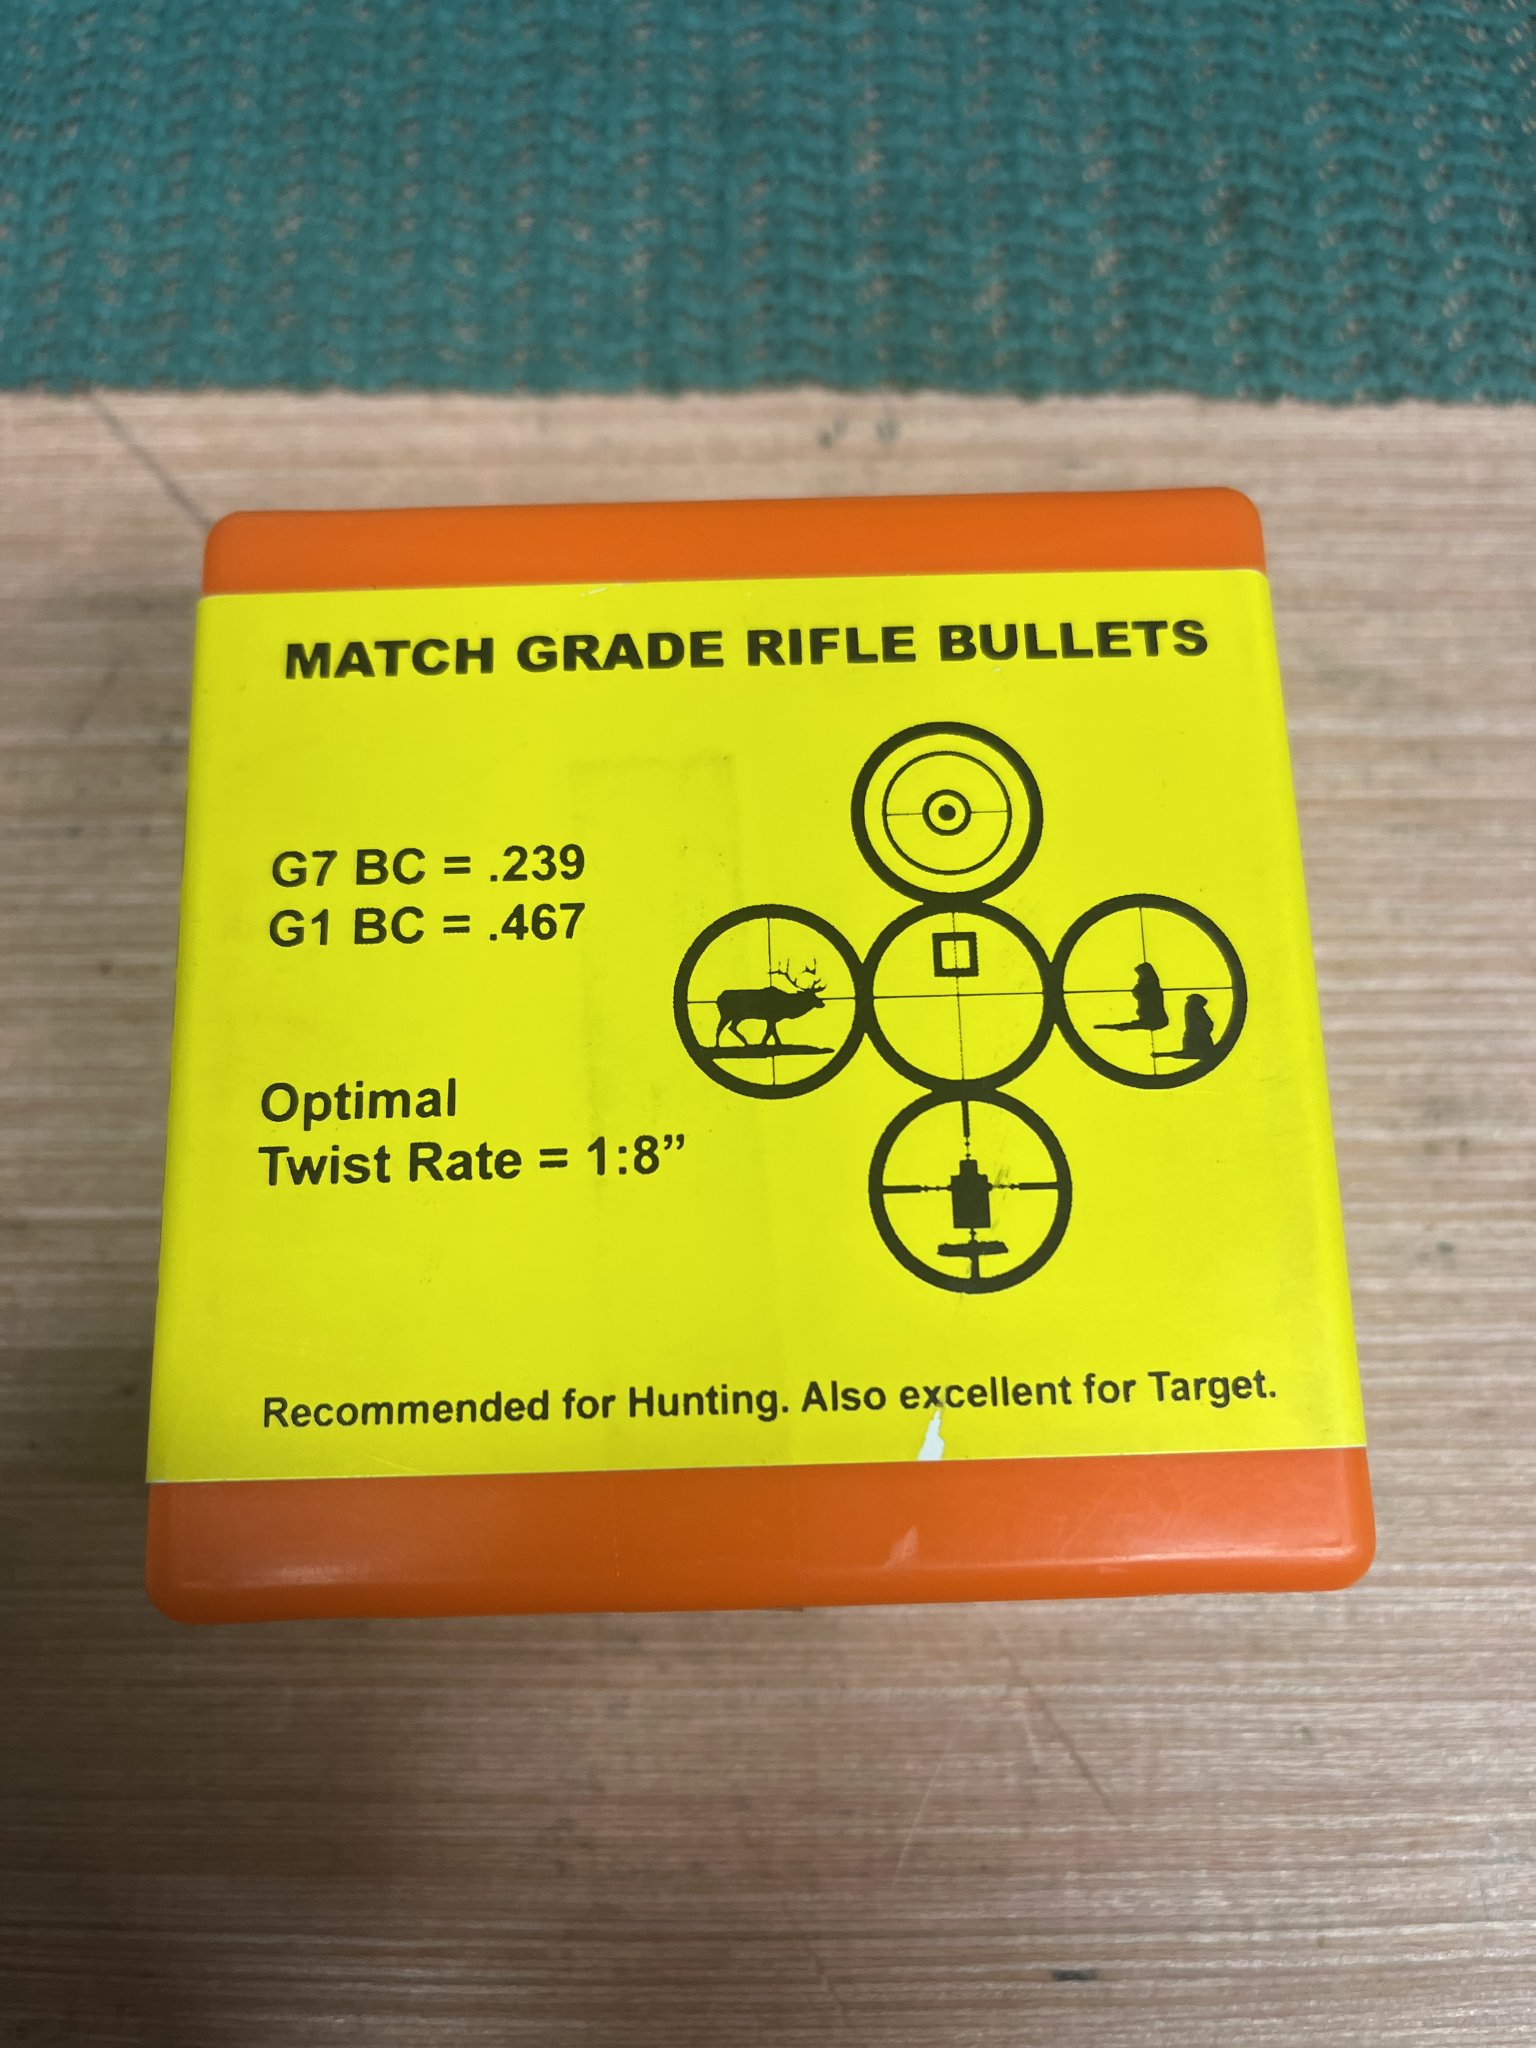 MATCH GRADE RIFLE BULLETS
G7 BC = .239
G1 BC = .467
Optimal
Twist Rate = 1:8”
Recommended for Hunting. Also excellent for Target.